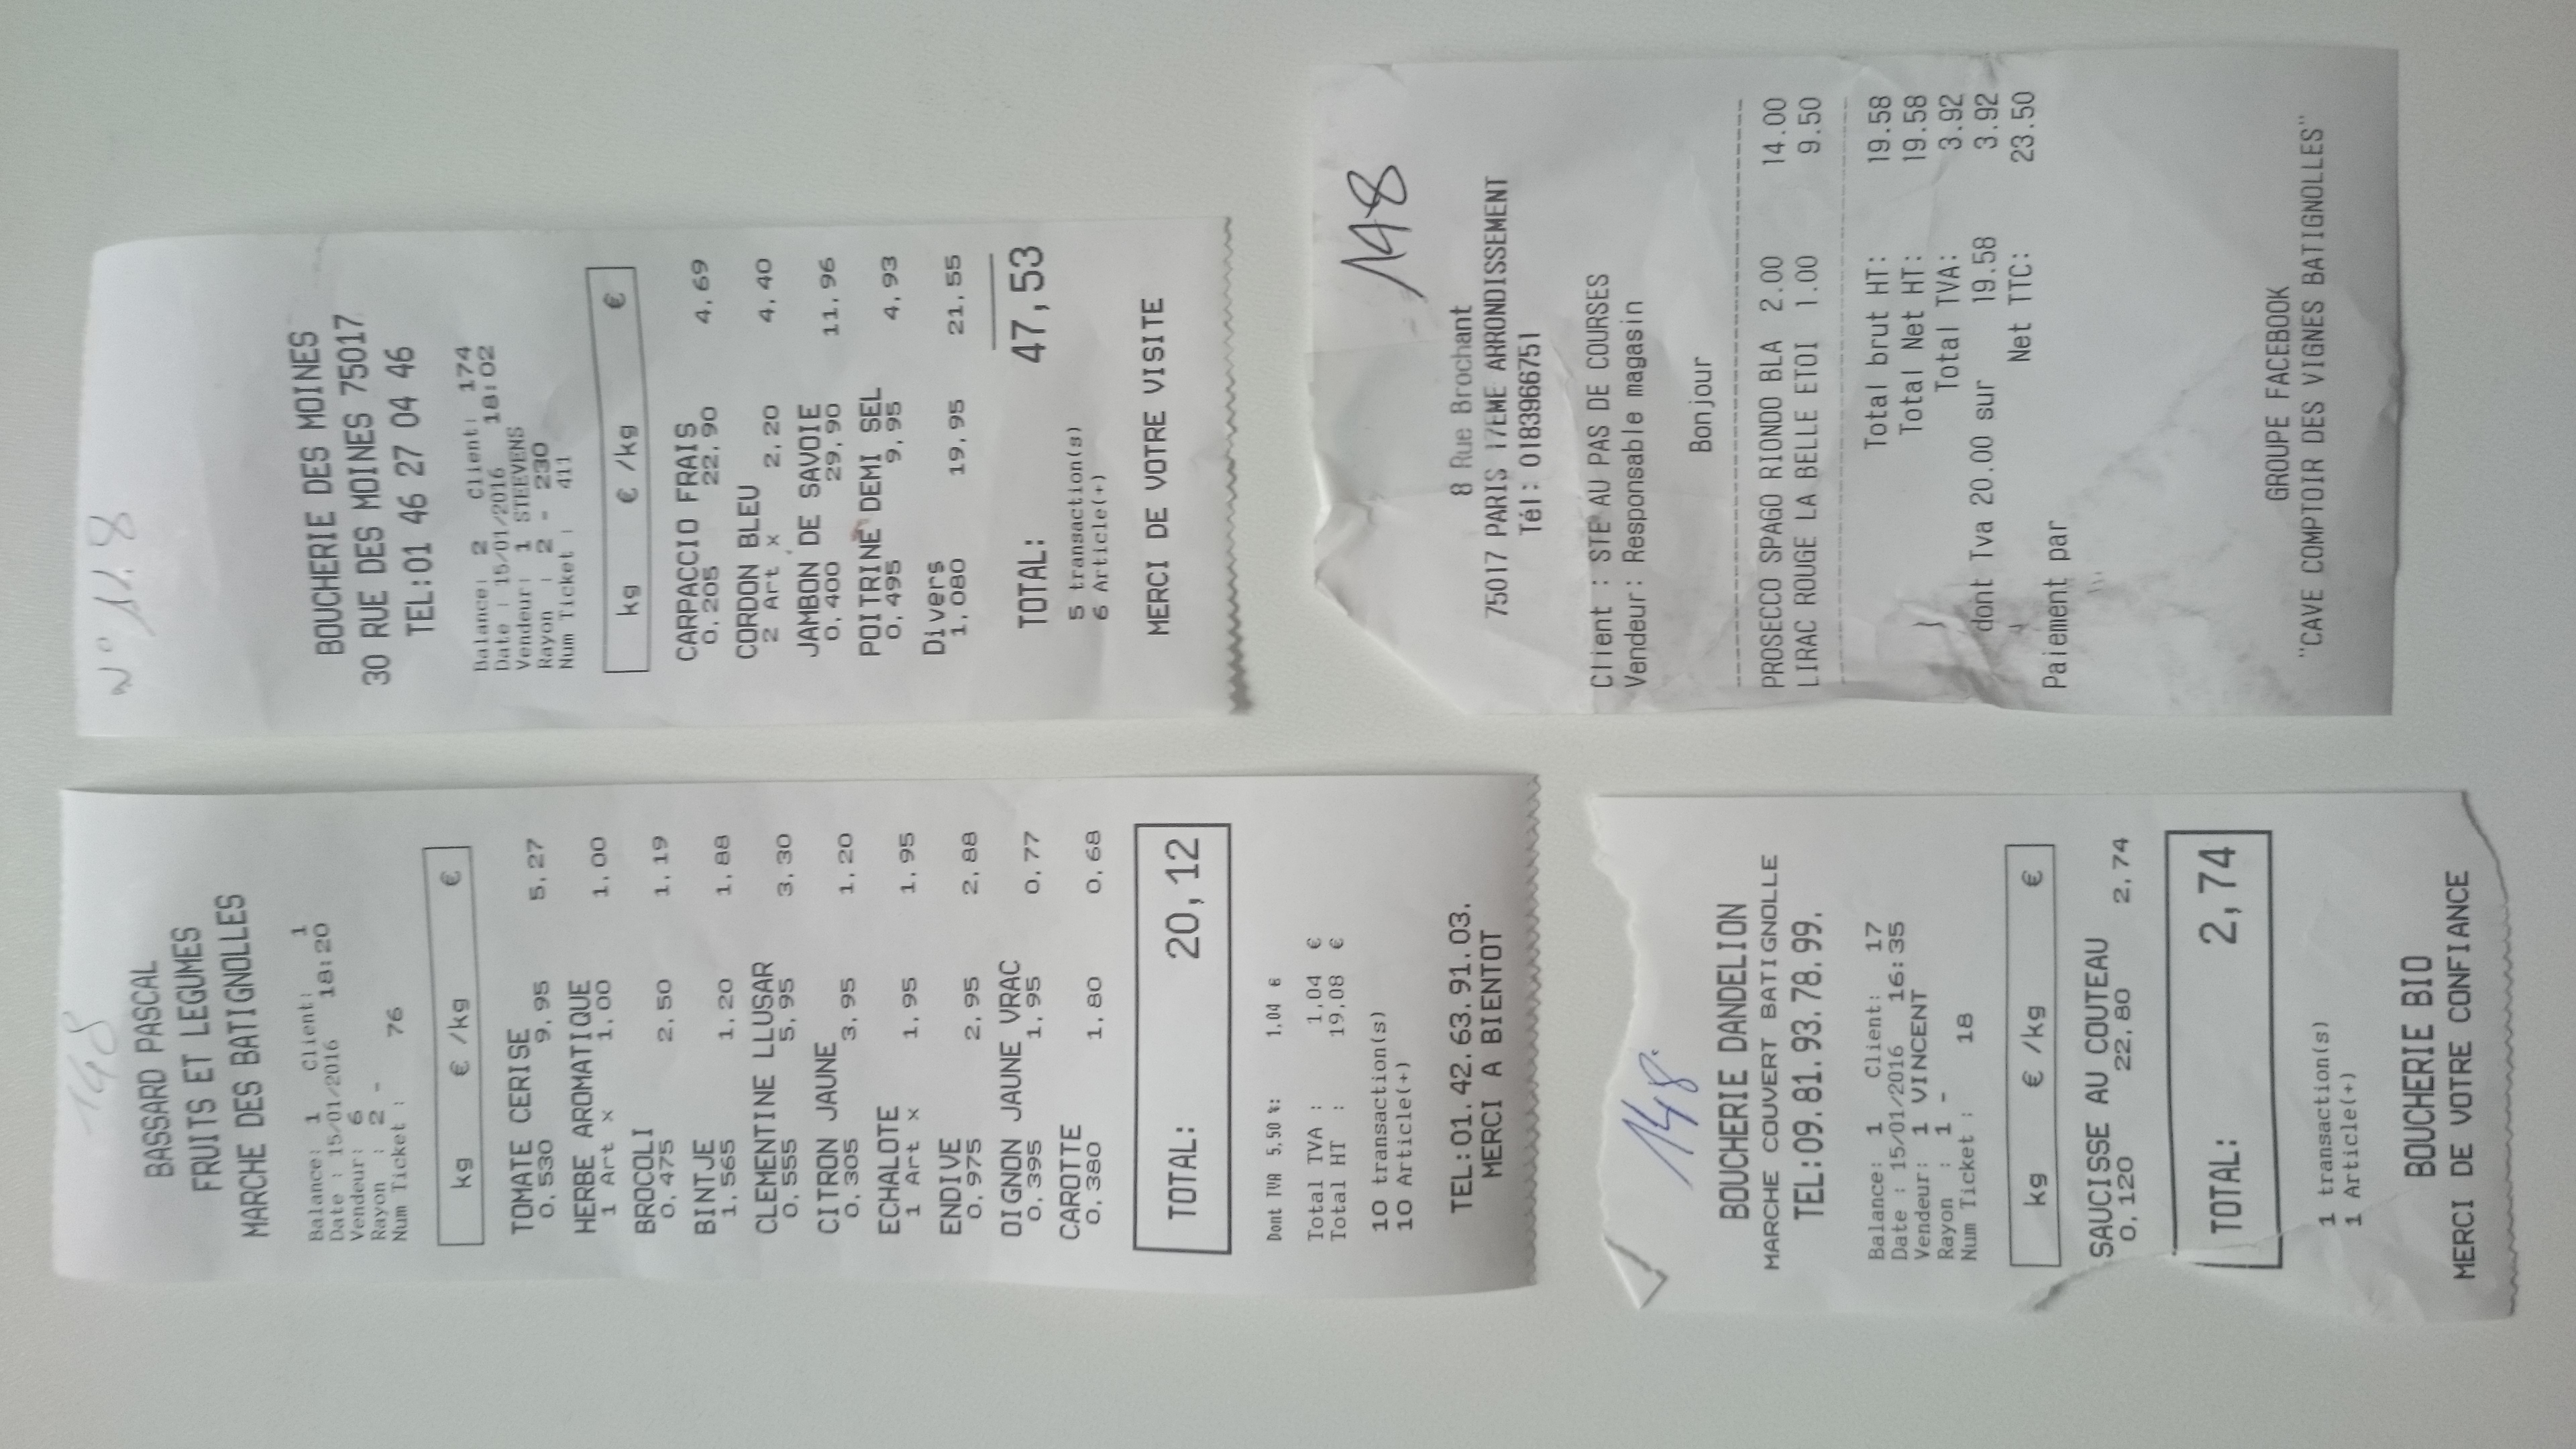 148
BASSARD PASCAL
FRUITS ET LEGUMES
MARCHE DES BATIGNOLLES
Balance: 1 Client: 1
Date : 15/01/2016 18:20
Vendeur: 6
Rayon : 2 -
Num Ticket : 76
kg € /kg €
TOMATE CERISE
0,530 9,95 5,27
HERBE AROMATIQUE
1 Art x 1,00 1,00
BROCOLI
0,475 2,50 1,19
BINTJE
1,565 1,20 1,88
CLEMENTINE LLUSAR
0,555 5,95 3,30
CITRON JAUNE
0,305 3,95 1,20
ECHALOTE
1 Art x 1,95 1,95
ENDIVE
0,975 2,95 2,88
OIGNON JAUNE VRAC
0,395 1,95 0,77
CAROTTE
0,380 1,80 0,68
TOTAL: 20,12
Dont TVA 5,50 %: 1,04 €
Total TVA : 1,04 €
Total HT : 19,08 €
10 transaction(s)
10 Article(+)
TEL:01.42.63.91.03.
MERCI A BIENTOT
BOUCHERIE DES MOINES
30 RUE DES MOINES 75017
TEL:01 46 27 04 46
Balance: 2 Client: 174
Date : 15/01/2016 18:02
Vendeur: 1 STEEVENS
Rayon : 2 - 230
Num Ticket : 411
kg € /kg €
CARPACCIO FRAIS
0,205 22,90 4,69
CORDON BLEU
2 Art x 2,20 4,40
JAMBON DE SAVOIE
0,400 29,90 11,96
POITRINE DEMI SEL
0,495 9,95 4,93
Divers
1,080 19,95 21,55
TOTAL: 47,53
5 transaction(s)
6 Article(+)
MERCI DE VOTRE VISITE
148.
BOUCHERIE DANDELION
MARCHE COUVERT BATIGNOLLE
TEL:09.81.93.78.99.
Balance: 1 Client: 17
Date : 15/01/2016 16:35
Vendeur: 1 VINCENT
Rayon : 1 -
Num Ticket : 18
kg € /kg €
SAUCISSE AU COUTEAU
0,120 22,80 2,74
TOTAL: 2,74
1 transaction(s)
1 Article(+)
BOUCHERIE BIO
MERCI DE VOTRE CONFIANCE
148
8 Rue Brochant
75017 PARIS 17EME ARRONDISSEMENT
Tél: 0183966751
Client : STE AU PAS DE COURSES
Vendeur: Responsable magasin
Bonjour
PROSECCO SPAGO RIONDO BLA 2.00 14.00
LIRAC ROUGE LA BELLE ETOI 1.00 9.50
Total brut HT: 19.58
Total Net HT: 19.58
Total TVA: 3.92
dont Tva 20.00 sur 19.58 3.92
Net TTC: 23.50
Paiement par
GROUPE FACEBOOK
"CAVE COMPTOIR DES VIGNES BATIGNOLLES"